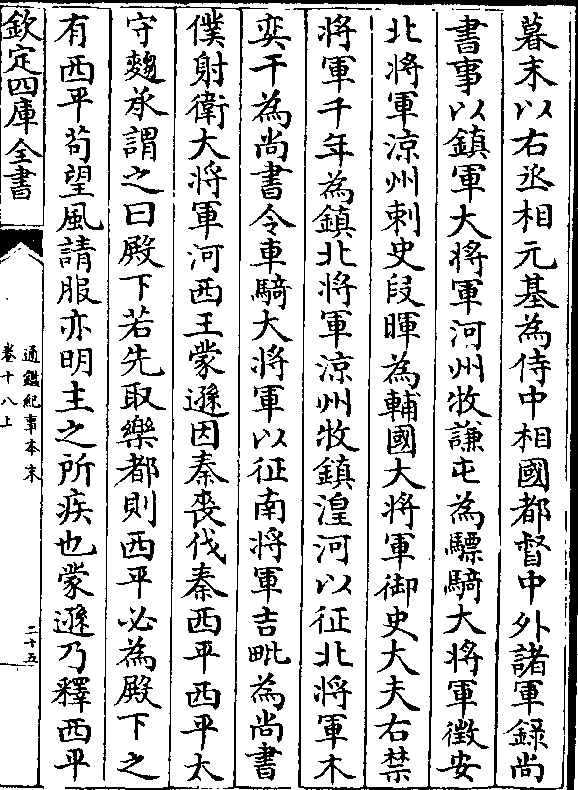 暮末以右丞相元基為侍中相國都督中外諸軍錄尚
書事以鎮軍大將軍河州牧謙屯為驃騎大將軍徵安
北將軍涼州刺史段暉為輔國大將軍御史大夫右禁
將軍千年為鎮北將軍涼州牧鎮湟河以征北將軍木
奕干為尚書令車騎大將軍以征南將軍吉毗為尚書
僕射衛大將軍河西王蒙遜因秦喪伐秦西平西平太
守麴承謂之曰殿下若先取樂都則西平必為殿下之
有西平苟望風請服亦明主之所疾也蒙遜乃釋西平
欽定四庫全書
通鑑紀事本末
卷十八上
二十五